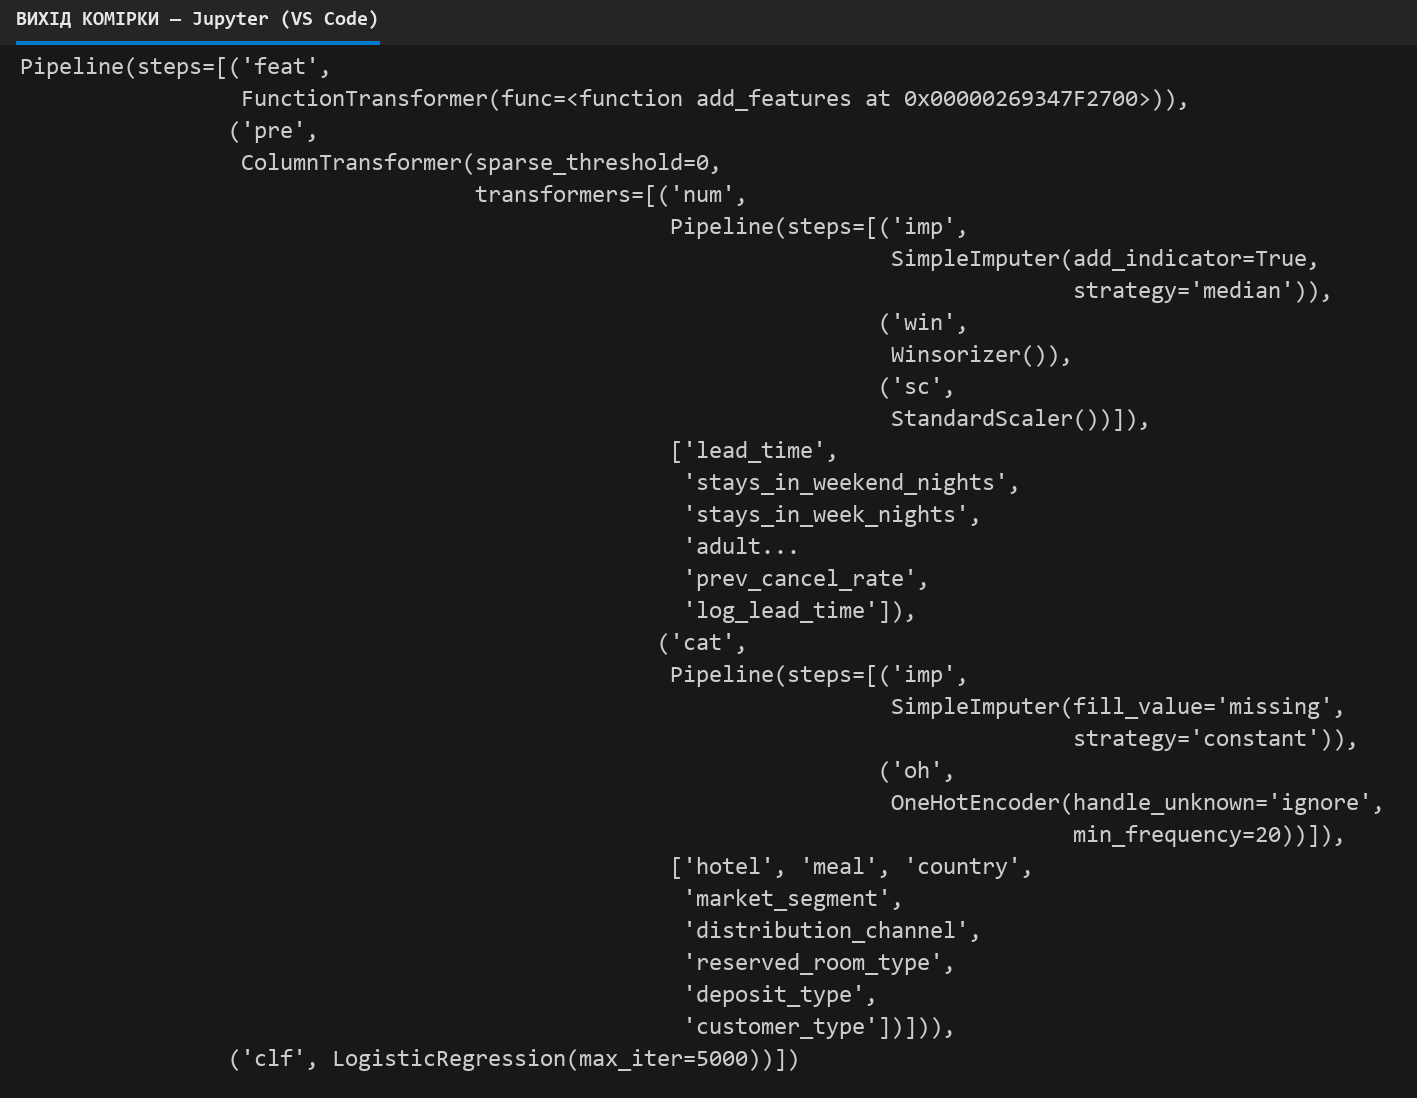 ВИХІД КОМІРКИ — Jupyter (VS Code)
Pipeline(steps=[('feat',
                 FunctionTransformer(func=<function add_features at 0x00000269347F2700>)),
                ('pre',
                 ColumnTransformer(sparse_threshold=0,
                                   transformers=[('num',
                                                  Pipeline(steps=[('imp',
                                                                   SimpleImputer(add_indicator=True,
                                                                                 strategy='median')),
                                                                  ('win',
                                                                   Winsorizer()),
                                                                  ('sc',
                                                                   StandardScaler())]),
                                                  ['lead_time',
                                                   'stays_in_weekend_nights',
                                                   'stays_in_week_nights',
                                                   'adult...
                                                   'prev_cancel_rate',
                                                   'log_lead_time']),
                                                 ('cat',
                                                  Pipeline(steps=[('imp',
                                                                   SimpleImputer(fill_value='missing',
                                                                                 strategy='constant')),
                                                                  ('oh',
                                                                   OneHotEncoder(handle_unknown='ignore',
                                                                                 min_frequency=20))]),
                                                  ['hotel', 'meal', 'country',
                                                   'market_segment',
                                                   'distribution_channel',
                                                   'reserved_room_type',
                                                   'deposit_type',
                                                   'customer_type'])])),
                ('clf', LogisticRegression(max_iter=5000))])